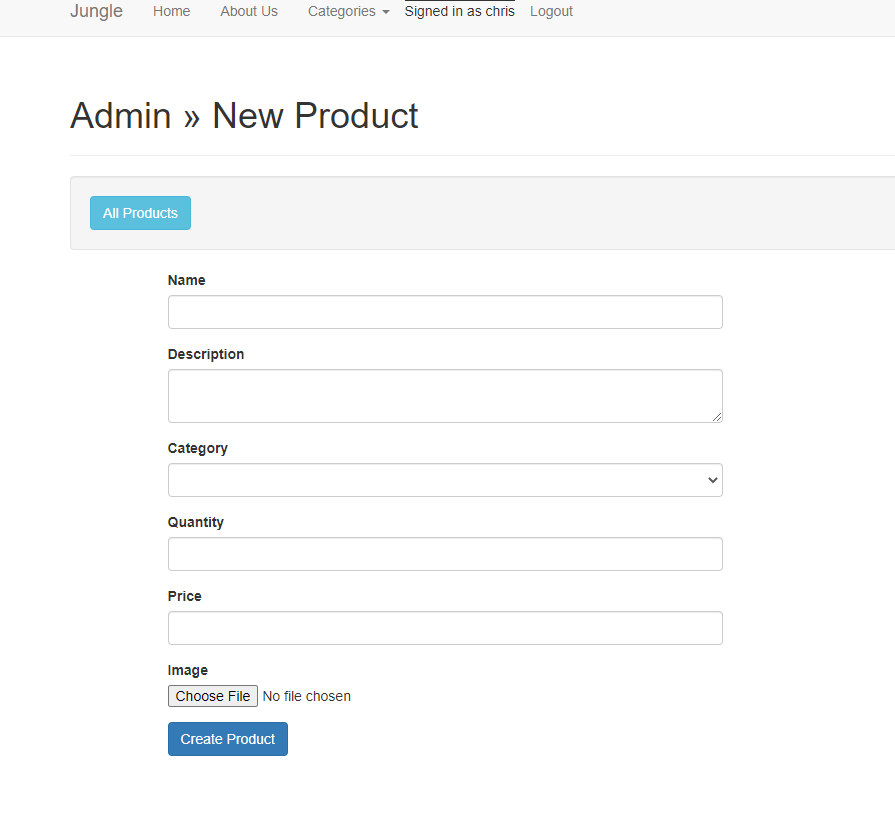 Jungle Home About Us Categories Signed in as chris Logout
Admin » New Product
All Products
Name
Description
Category
Quantity
Price
Image
Choose File No file chosen
Create Product